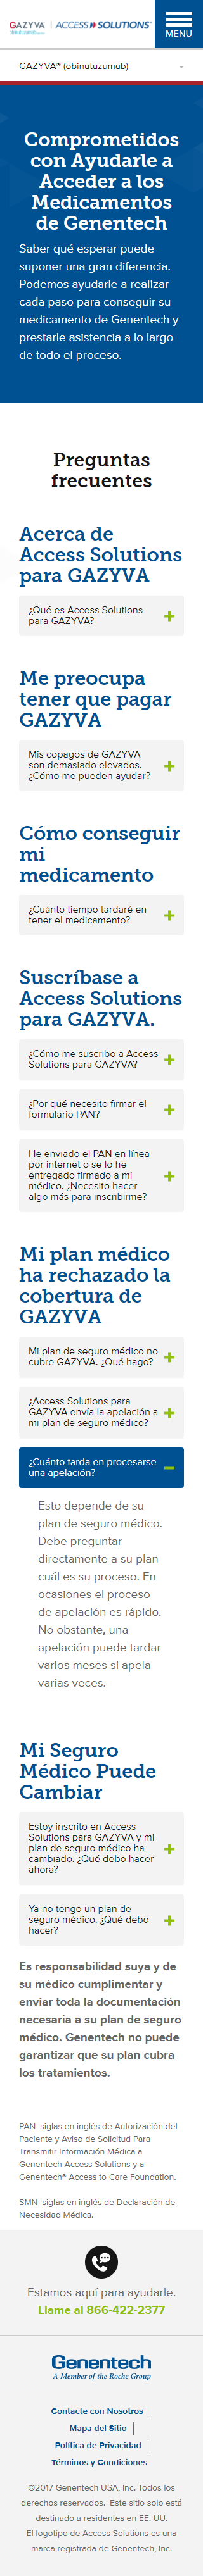 GAZYVA obinutuzumab | ACCESS SOLUTIONS®
MENU
GAZYVA® (obinutuzumab)
Comprometidos
con Ayudarle a
Acceder a los
Medicamentos
de Genentech
Saber qué esperar puede
suponer una gran diferencia.
Podemos ayudarle a realizar
cada paso para conseguir su
medicamento de Genentech y
prestarle asistencia a lo largo
de todo el proceso.
Preguntas
frecuentes
Acerca de
Access Solutions
para GAZYVA
¿Qué es Access Solutions
para GAZYVA?
Me preocupa
tener que pagar
GAZYVA
Mis copagos de GAZYVA
son demasiado elevados.
¿Cómo me pueden ayudar?
Cómo conseguir
mi
medicamento
¿Cuánto tiempo tardaré en
tener el medicamento?
Suscríbase a
Access Solutions
para GAZYVA.
¿Cómo me suscribo a Access
Solutions para GAZYVA?
¿Por qué necesito firmar el
formulario PAN?
He enviado el PAN en línea
por internet o se lo he
entregado firmado a mi
médico. ¿Necesito hacer
algo más para inscribirme?
Mi plan médico
ha rechazado la
cobertura de
GAZYVA
Mi plan de seguro médico no
cubre GAZYVA. ¿Qué hago?
¿Access Solutions para
GAZYVA envía la apelación a
mi plan de seguro médico?
¿Cuánto tarda en procesarse
una apelación?
Esto depende de su
plan de seguro médico.
Debe preguntar
directamente a su plan
cuál es su proceso. En
ocasiones el proceso
de apelación es rápido.
No obstante, una
apelación puede tardar
varios meses si apela
varias veces.
Mi Seguro
Médico Puede
Cambiar
Estoy inscrito en Access
Solutions para GAZYVA y mi
plan de seguro médico ha
cambiado. ¿Qué debo hacer
ahora?
Ya no tengo un plan de
seguro médico. ¿Qué debo
hacer?
Es responsabilidad suya y de
su médico cumplimentar y
enviar toda la documentación
necesaria a su plan de seguro
médico. Genentech no puede
garantizar que su plan cubra
los tratamientos.
PAN=siglas en inglés de Autorización del
Paciente y Aviso de Solicitud Para
Transmitir Información Médica a
Genentech Access Solutions y a
Genentech® Access to Care Foundation.
SMN=siglas en inglés de Declaración de
Necesidad Médica.
Estamos aquí para ayudarle.
Llame al 866-422-2377
Genentech
A Member of the Roche Group
Contacte con Nosotros
Mapa del Sitio
Política de Privacidad
Términos y Condiciones
©2017 Genentech USA, Inc. Todos los
derechos reservados. Este sitio solo está
destinado a residentes en EE. UU.
El logotipo de Access Solutions es una
marca registrada de Genentech, Inc.